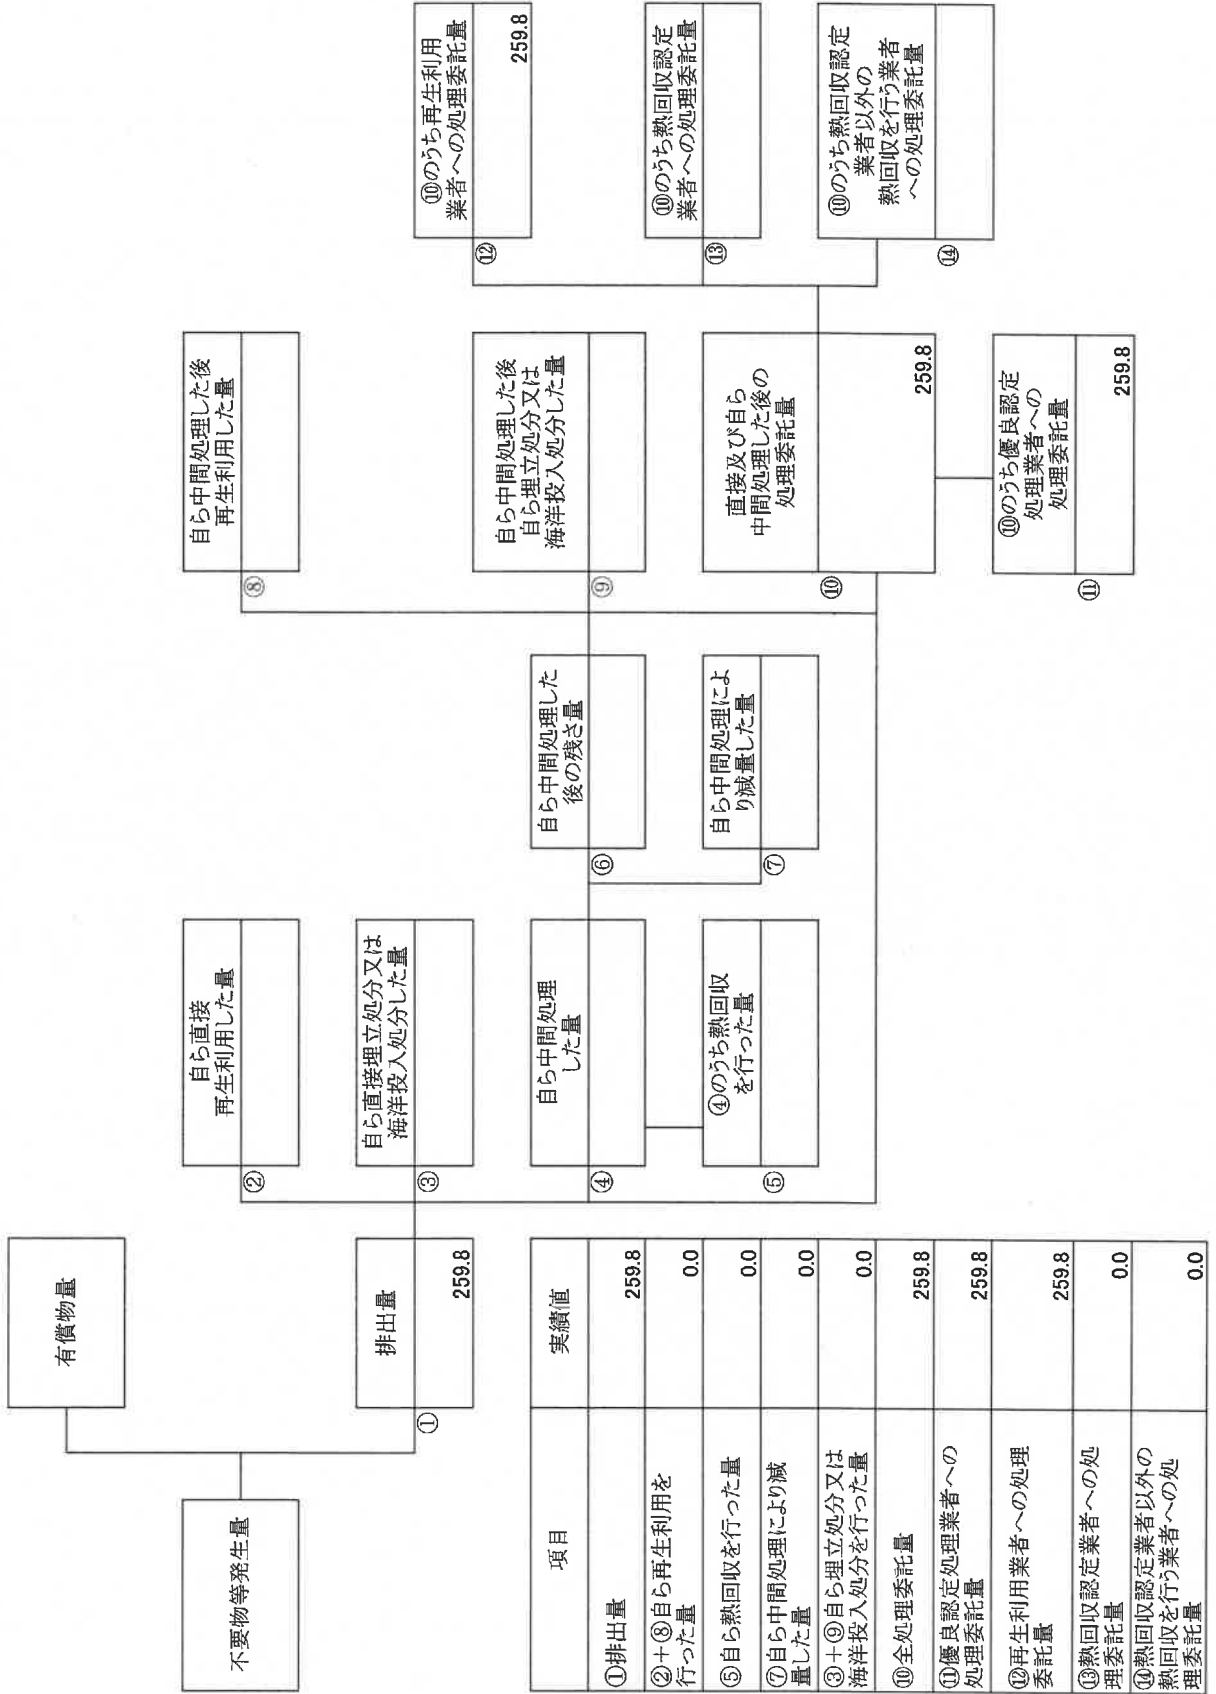 不要物等発生量
有償物量
①
排出量
259.8
②
自ら直接
再生利用した量
③
自ら直接埋立処分又は
海洋投入処分した量
④
自ら中間処理
した量
⑤
④のうち熱回収
を行った量
⑥
自ら中間処理した
後の残さ量
⑦
自ら中間処理によ
り減量した量
⑧
自ら中間処理した後
再生利用した量
⑨
自ら中間処理した後
自ら埋立処分又は
海洋投入処分した量
⑩
直接及び自ら
中間処理した後の
処理委託量
259.8
⑪
⑩のうち優良認定
処理業者への
処理委託量
259.8
⑫
⑩のうち再生利用
業者への処理委託量
259.8
⑬
⑩のうち熱回収認定
業者への処理委託量
⑭
⑩のうち熱回収認定
業者以外の
熱回収を行う業者
への処理委託量
項目 実績値
①排出量 259.8
②+⑧自ら再生利用を
行った量 0.0
⑤自ら熱回収を行った量 0.0
⑦自ら中間処理により減
量した量 0.0
③+⑨自ら埋立処分又は
海洋投入処分を行った量 0.0
⑩全処理委託量 259.8
⑪優良認定処理業者への
処理委託量 259.8
⑫再生利用業者への処理
委託量 259.8
⑬熱回収認定業者への処
理委託量 0.0
⑭熱回収認定業者以外の
熱回収を行う業者への処
理委託量 0.0